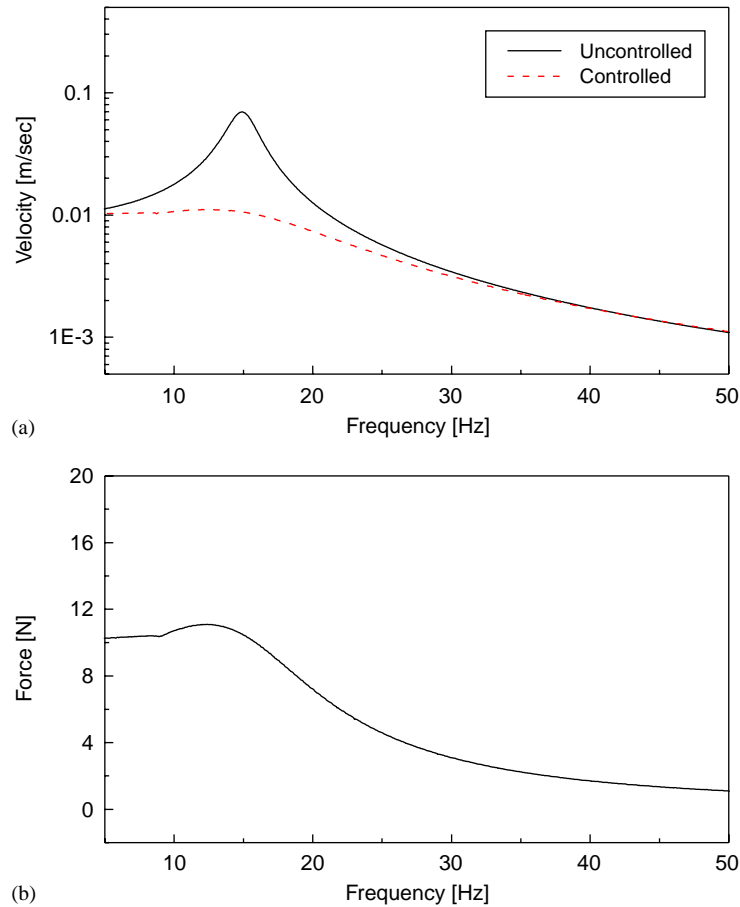 Uncontrolled
Controlled
0.1
0.01
1E-3
Velocity [m/sec]
10 20 30 40 50
Frequency [Hz]
(a)
20
16
12
8
4
0
Force [N]
10 20 30 40 50
Frequency [Hz]
(b)